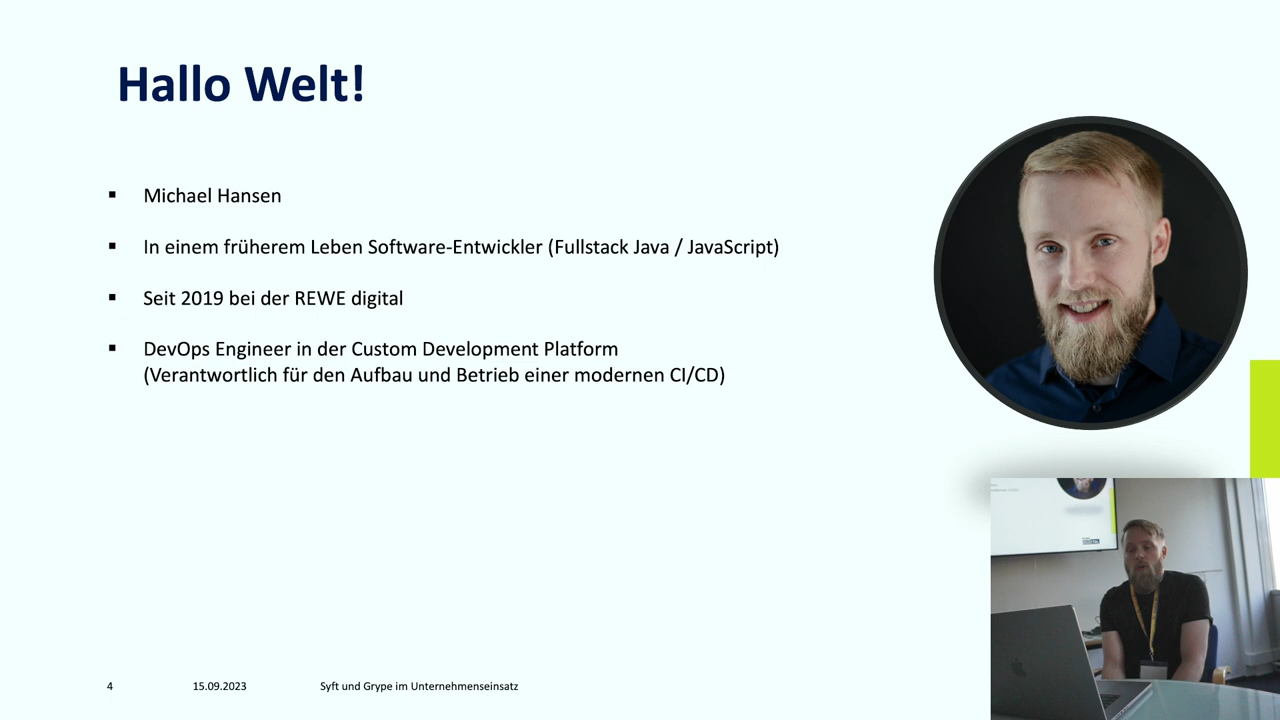 Hallo Welt!
Michael Hansen
In einem früherem Leben Software-Entwickler (Fullstack Java / JavaScript)
Seit 2019 bei der REWE digital
DevOps Engineer in der Custom Development Platform
(Verantwortlich für den Aufbau und Betrieb einer modernen CI/CD)
4
15.09.2023
Syft und Grype im Unternehmenseinsatz